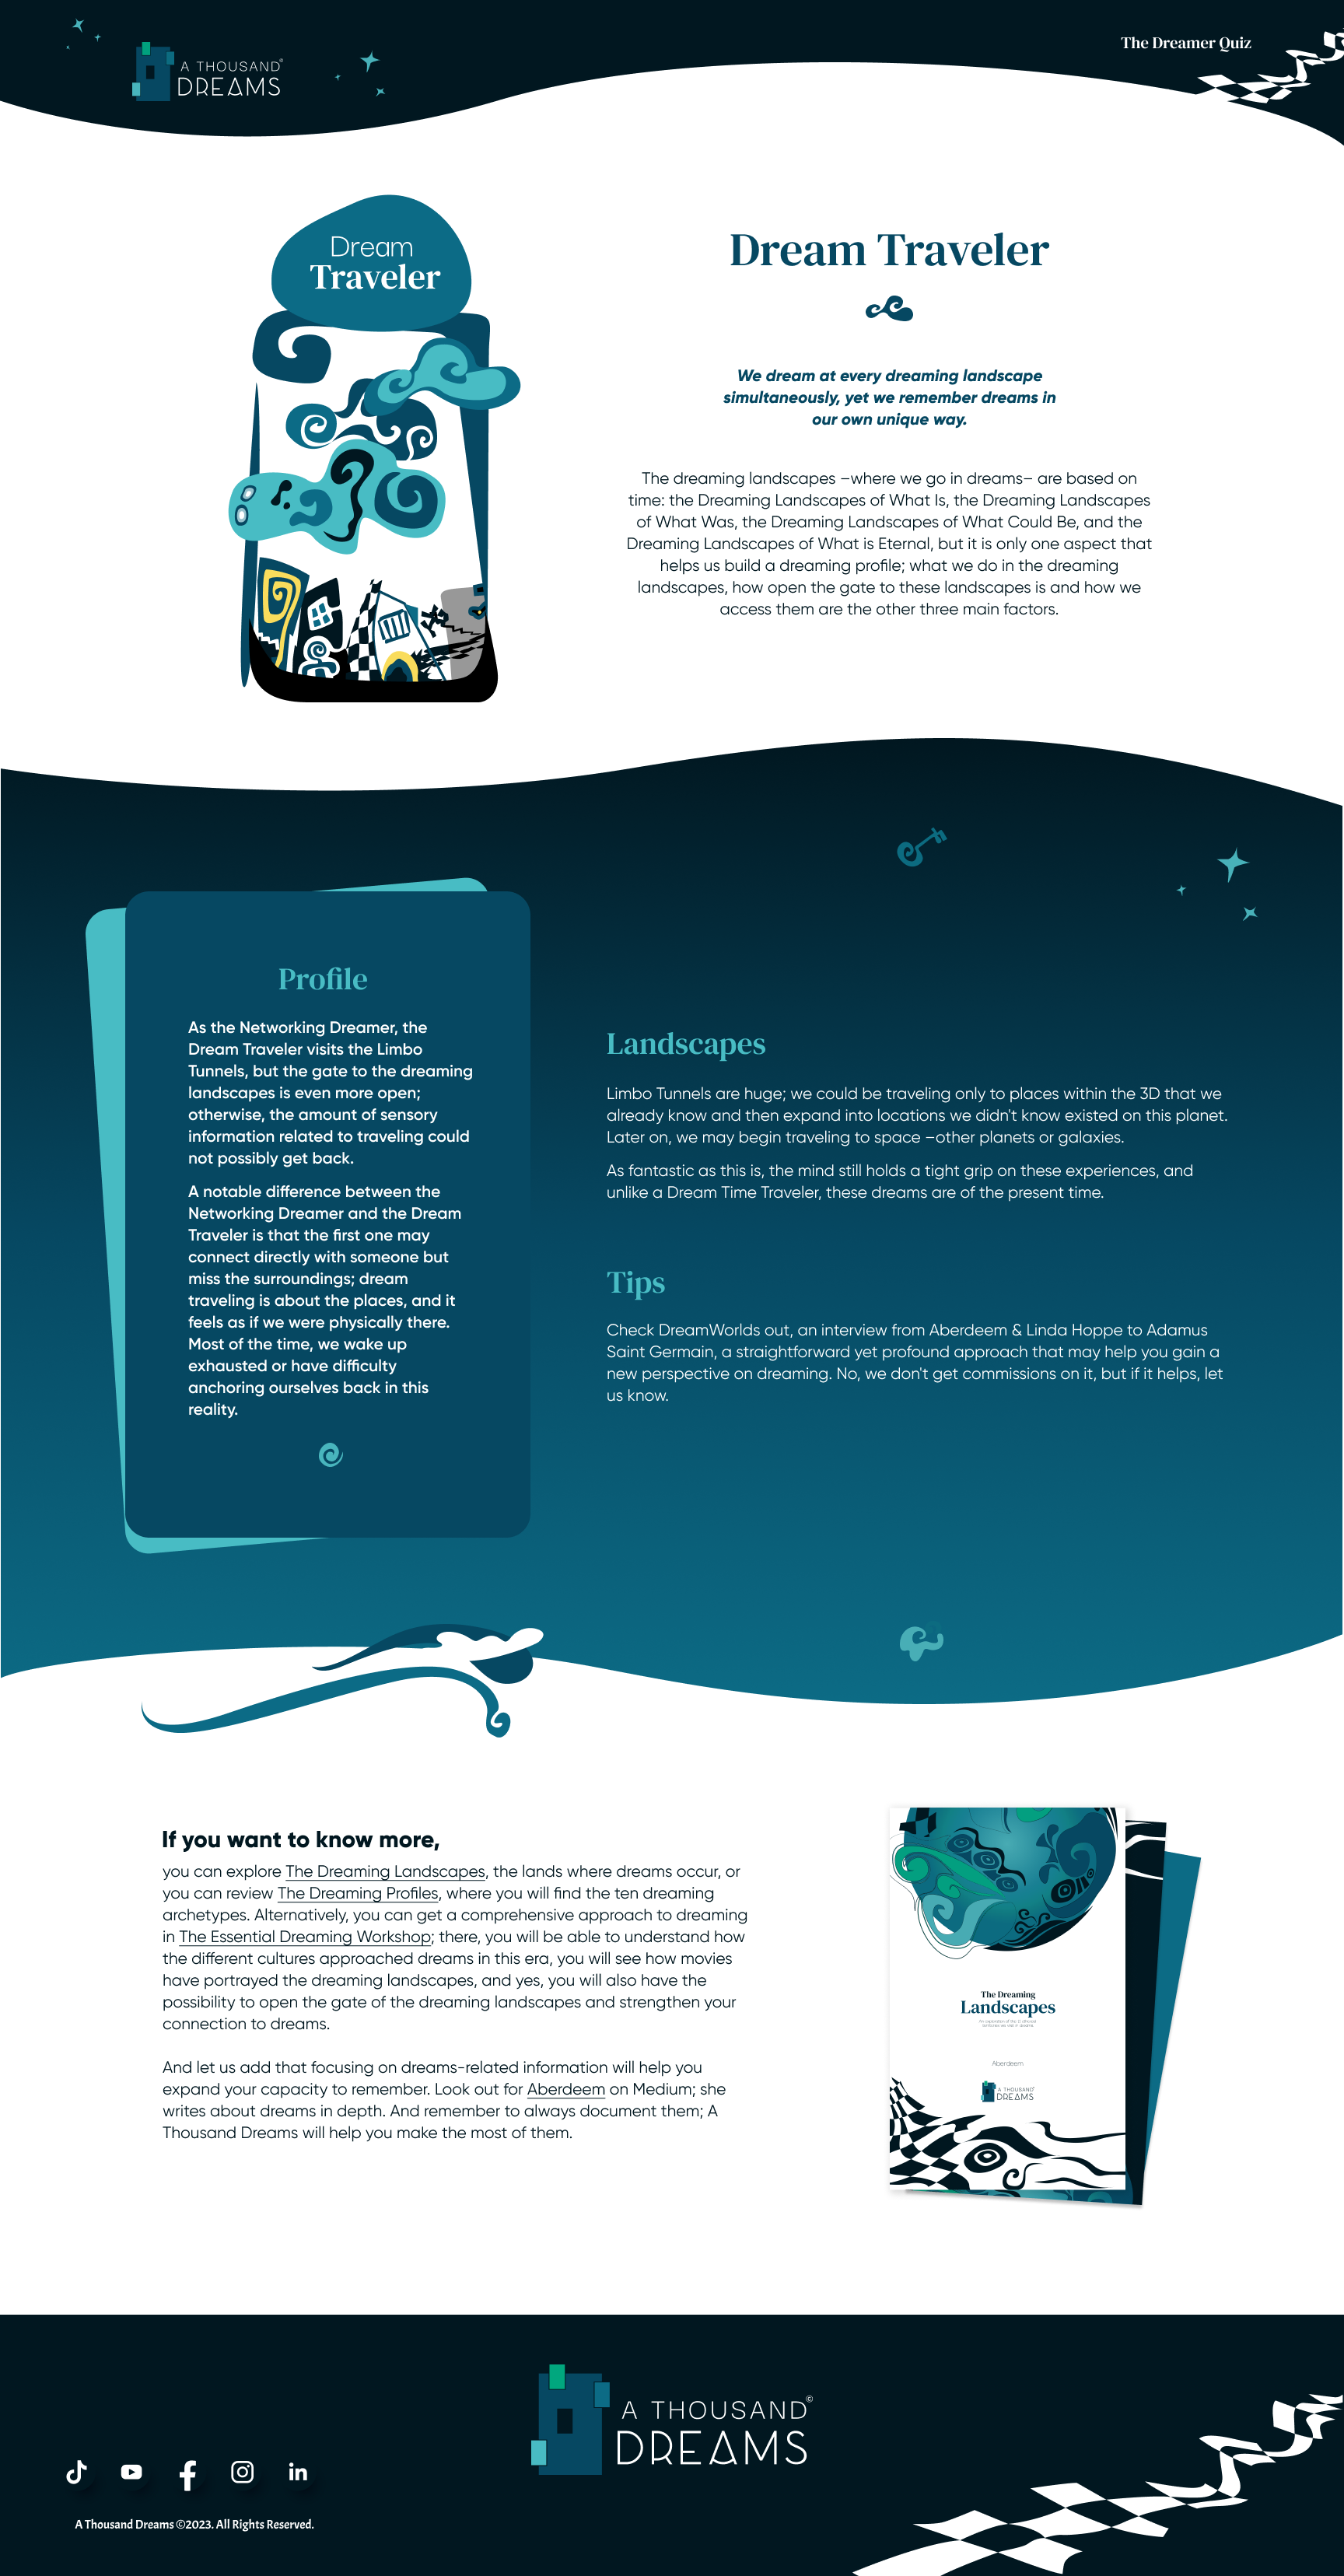 A THOUSAND
DREAMS
The Dreamer Quiz
Dream
Traveler
Dream Traveler
We dream at every dreaming landscape
simultaneously, yet we remember dreams in
our own unique way.
The dreaming landscapes –where we go in dreams– are based on
time: the Dreaming Landscapes of What Is, the Dreaming Landscapes
of What Was, the Dreaming Landscapes of What Could Be, and the
Dreaming Landscapes of What is Eternal, but it is only one aspect that
helps us build a dreaming profile; what we do in the dreaming
landscapes, how open the gate to these landscapes is and how we
access them are the other three main factors.
Profile
As the Networking Dreamer, the
Dream Traveler visits the Limbo
Tunnels, but the gate to the dreaming
landscapes is even more open;
otherwise, the amount of sensory
information related to traveling could
not possibly get back.
A notable difference between the
Networking Dreamer and the Dream
Traveler is that the first one may
connect directly with someone but
miss the surroundings; dream
traveling is about the places, and it
feels as if we were physically there.
Most of the time, we wake up
exhausted or have difficulty
anchoring ourselves back in this
reality.
Landscapes
Limbo Tunnels are huge; we could be traveling only to places within the 3D that we
already know and then expand into locations we didn't know existed on this planet.
Later on, we may begin traveling to space –other planets or galaxies.
As fantastic as this is, the mind still holds a tight grip on these experiences, and
unlike a Dream Time Traveler, these dreams are of the present time.
Tips
Check DreamWorlds out, an interview from Aberdeem & Linda Hoppe to Adamus
Saint Germain, a straightforward yet profound approach that may help you gain a
new perspective on dreaming. No, we don't get commissions on it, but if it helps, let
us know.
If you want to know more,
you can explore The Dreaming Landscapes, the lands where dreams occur, or
you can review The Dreaming Profiles, where you will find the ten dreaming
archetypes. Alternatively, you can get a comprehensive approach to dreaming
in The Essential Dreaming Workshop; there, you will be able to understand how
the different cultures approached dreams in this era, you will see how movies
have portrayed the dreaming landscapes, and yes, you will also have the
possibility to open the gate of the dreaming landscapes and strengthen your
connection to dreams.
And let us add that focusing on dreams-related information will help you
expand your capacity to remember. Look out for Aberdeem on Medium; she
writes about dreams in depth. And remember to always document them; A
Thousand Dreams will help you make the most of them.
The Dreaming
Landscapes
Aberdeem
A THOUSAND
DREAMS
A THOUSAND©
DREAMS
A Thousand Dreams ©2023. All Rights Reserved.